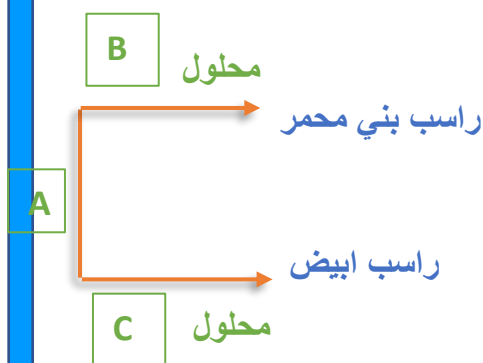 B
محلول
راسب بني محمر
A
راسب ابيض
C
محلول